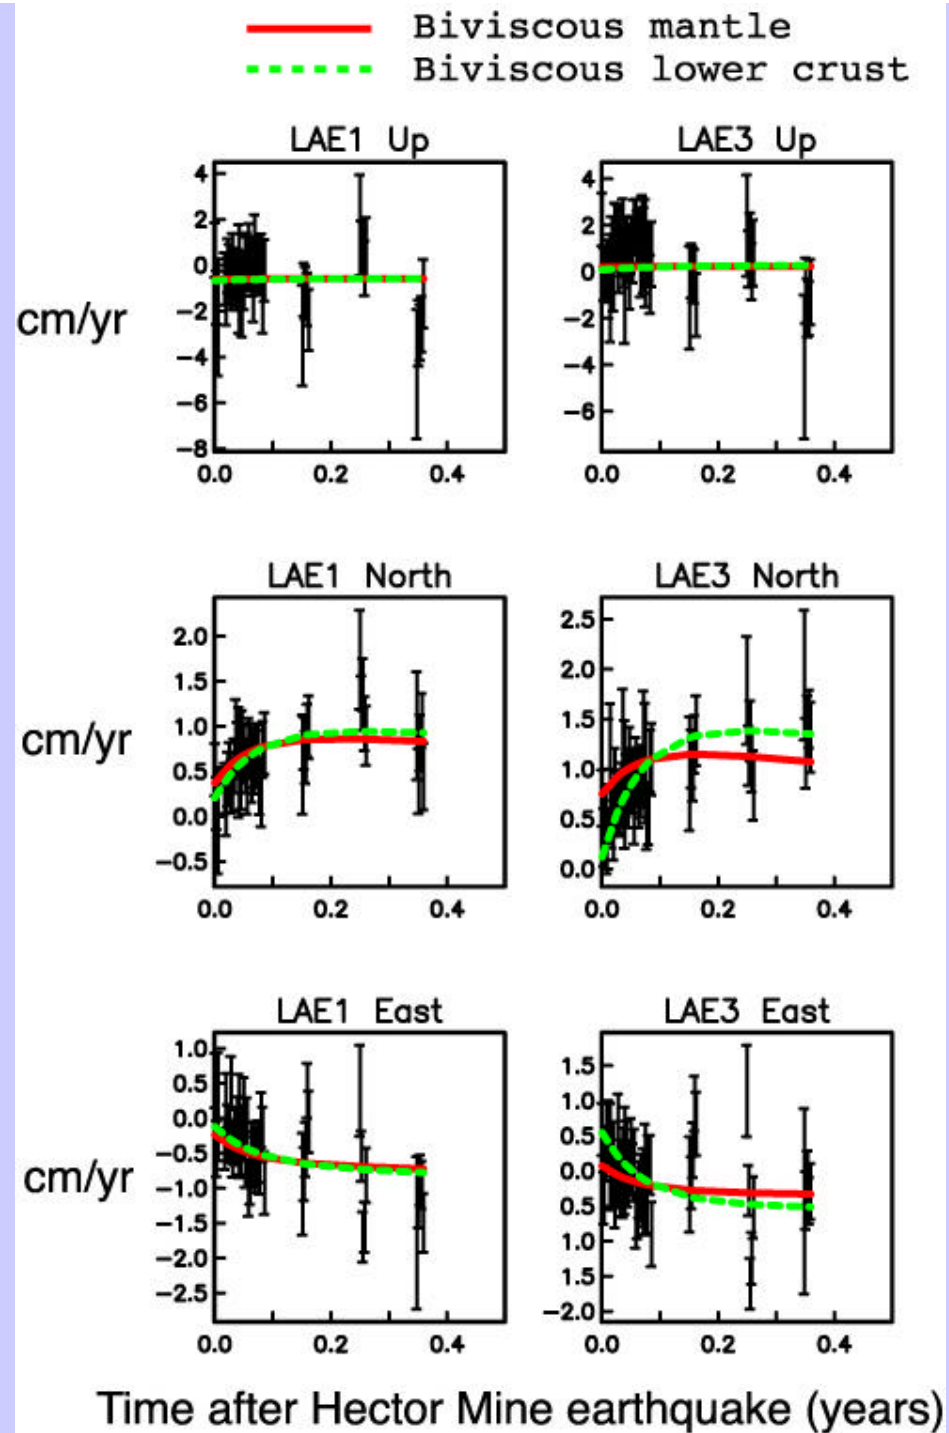 Biviscous mantle
Biviscous lower crust
LAE1 Up LAE3 Up
4 4
2 2
0 0
cm/yr
−2 −2
−4 −4
−6 −6
−8
0.0 0.2 0.4 0.0 0.2 0.4
LAE1 North LAE3 North
2.5
2.0 2.0
1.5 1.5
1.0 1.0
cm/yr
0.5 0.5
0.0 0.0
−0.5
0.0 0.2 0.4 0.0 0.2 0.4
LAE1 East LAE3 East
1.0 1.5
0.5 1.0
0.0 0.5
−0.5 0.0
cm/yr
−1.0 0.5
−1.5 1.0
−2.0 1.5
−2.5 −2.0
0.0 0.2 0.4 0.0 0.2 0.4
Time after Hector Mine earthquake (years)